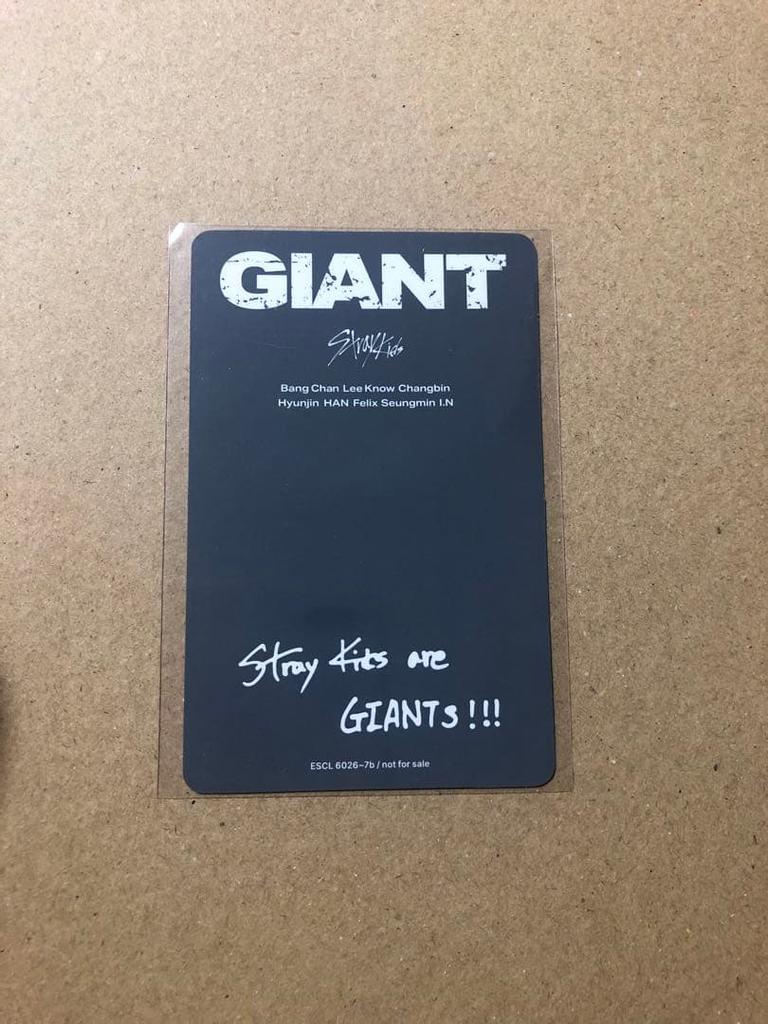 GIANT
Stray Kids
Bang Chan Lee Know Changbin
Hyunjin HAN Felix Seungmin I.N
Stray Kids are
GIANTs!!!
ESCL 6026~7b / not for sale